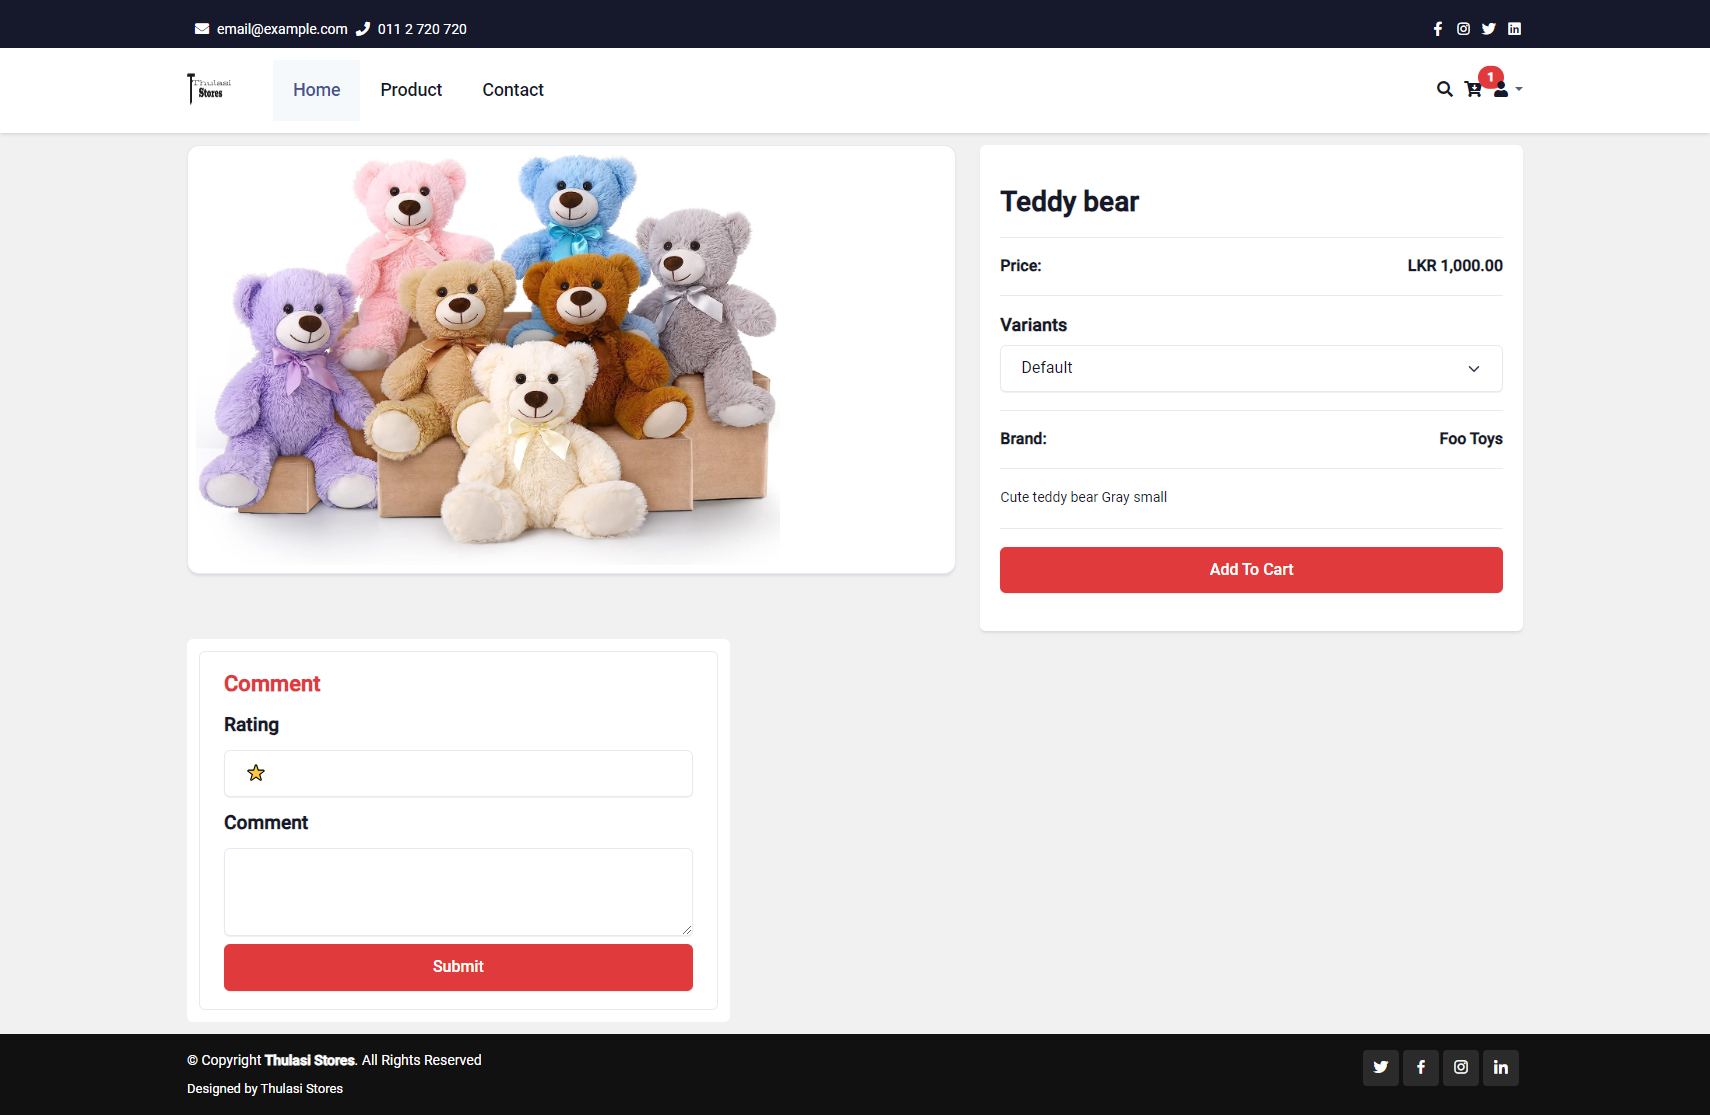 email@example.com 011 2 720 720
Thulasi
Stores
Home Product Contact
1
Teddy bear
Price: LKR 1,000.00
Variants
Default
Brand: Foo Toys
Cute teddy bear Gray small
Add To Cart
Comment
Rating
Comment
Submit
© Copyright Thulasi Stores. All Rights Reserved
Designed by Thulasi Stores